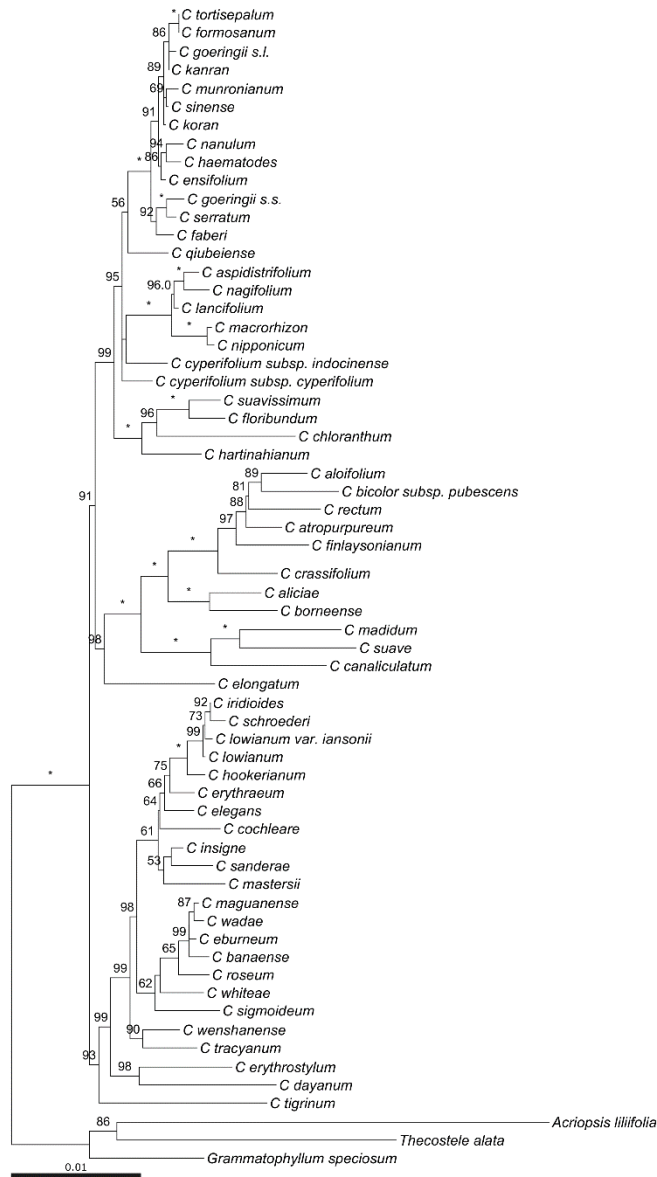 * C tortisepalum
86 C formosanum
C goeringii s.l.
89 C kanran
69 C munronianum
C sinense
91 C koran
94 C nanulum
* 86 C haematodes
C ensifolium
* C goeringii s.s.
56 92 C serratum
C faberi
C qiubeiense
95 * C aspidistrifolium
96.0 C nagifolium
* C lancifolium
* C macrorhizon
C nipponicum
99 C cyperifolium subsp. indocinense
C cyperifolium subsp. cyperifolium
* C suavissimum
96 C floribundum
* C chloranthum
C hartinahianum
89 C aloifolium
81 C bicolor subsp. pubescens
91 88 C rectum
97 C atropurpureum
* C finlaysonianum
C crassifolium
* * C aliciae
C borneense
* C madidum
98 * C suave
C canaliculatum
C elongatum
92 C iridioides
73 C schroederi
99 C lowianum var. iansonii
* C lowianum
75 C hookerianum
66 C erythraeum
64 C elegans
C cochleare
61 C insigne
53 C sanderae
C mastersii
87 C maguanense
98 C wadae
99 C eburneum
65 C banaense
C roseum
99 62 C whiteae
C sigmoideum
99 90 C wenshanense
C tracyanum
93 98 C erythrostylum
C dayanum
C tigrinum
*
86 Acriopsis liliifolia
Thecostele alata
Grammatophyllum speciosum
0.01